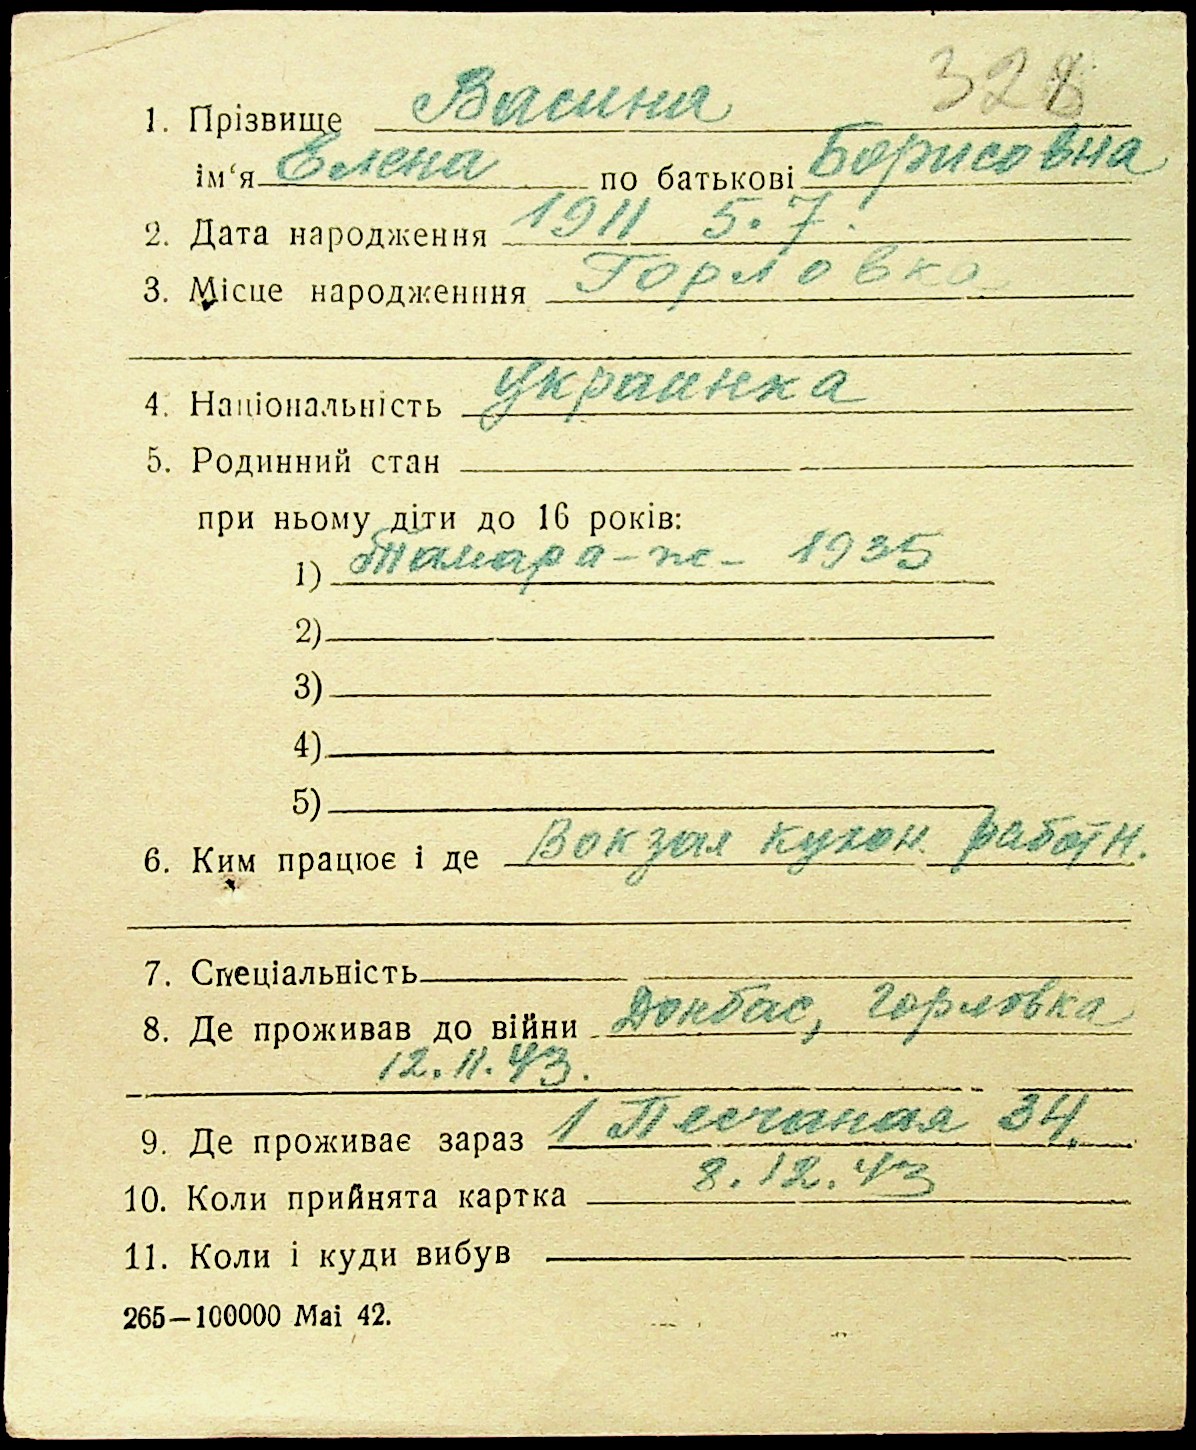 328
1. Прізвище Васина
ім‘я Елена по батькові Борисовна
2. Дата народження 1911 5.7.
3. Місце народженння Горловка
4. Національність Украинка
5. Родинний стан
при ньому діти до 16 років:
1) Тамара - ж - 1935
2)
3)
4)
5)
6. Ким працює і де Вокзал кухон. работн.
7. Спеціальність
8. Де проживав до війни Донбас, Горловка
12.11.43.
9. Де проживає зараз 1 Песчаная 34.
10. Коли прийнята картка 8.12.43
11. Коли і куди вибув
265—100000 Mai 42.